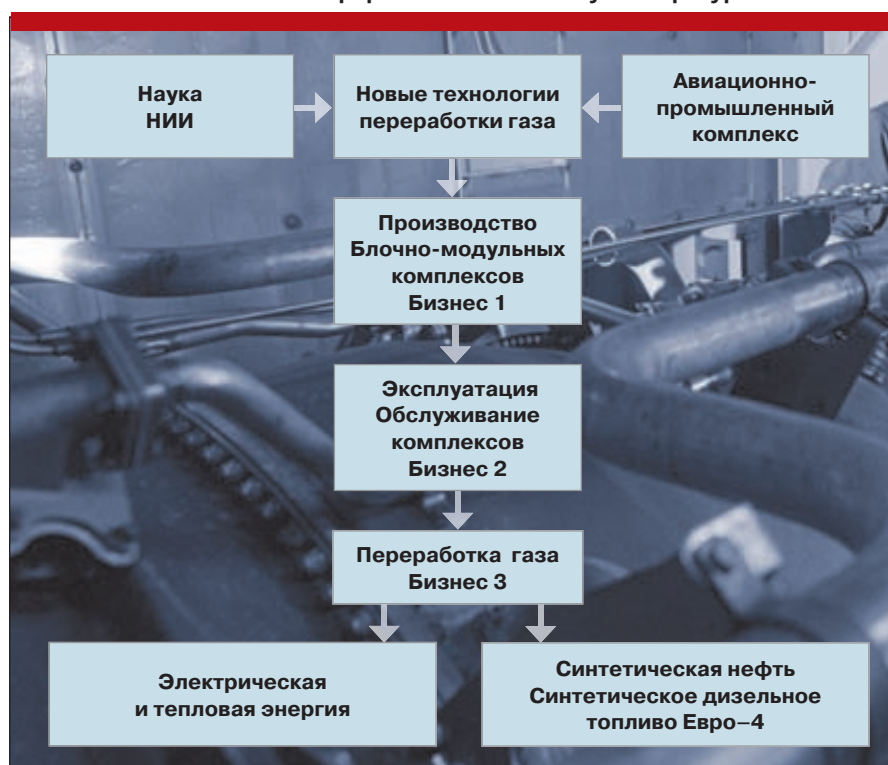 Наука
НИИ
Новые технологии
переработки газа
Авиационно-
промышленный
комплекс
Производство
Блочно-модульных
комплексов
Бизнес 1
Эксплуатация
Обслуживание
комплексов
Бизнес 2
Переработка газа
Бизнес 3
Электрическая
и тепловая энергия
Синтетическая нефть
Синтетическое дизельное
топливо Евро–4